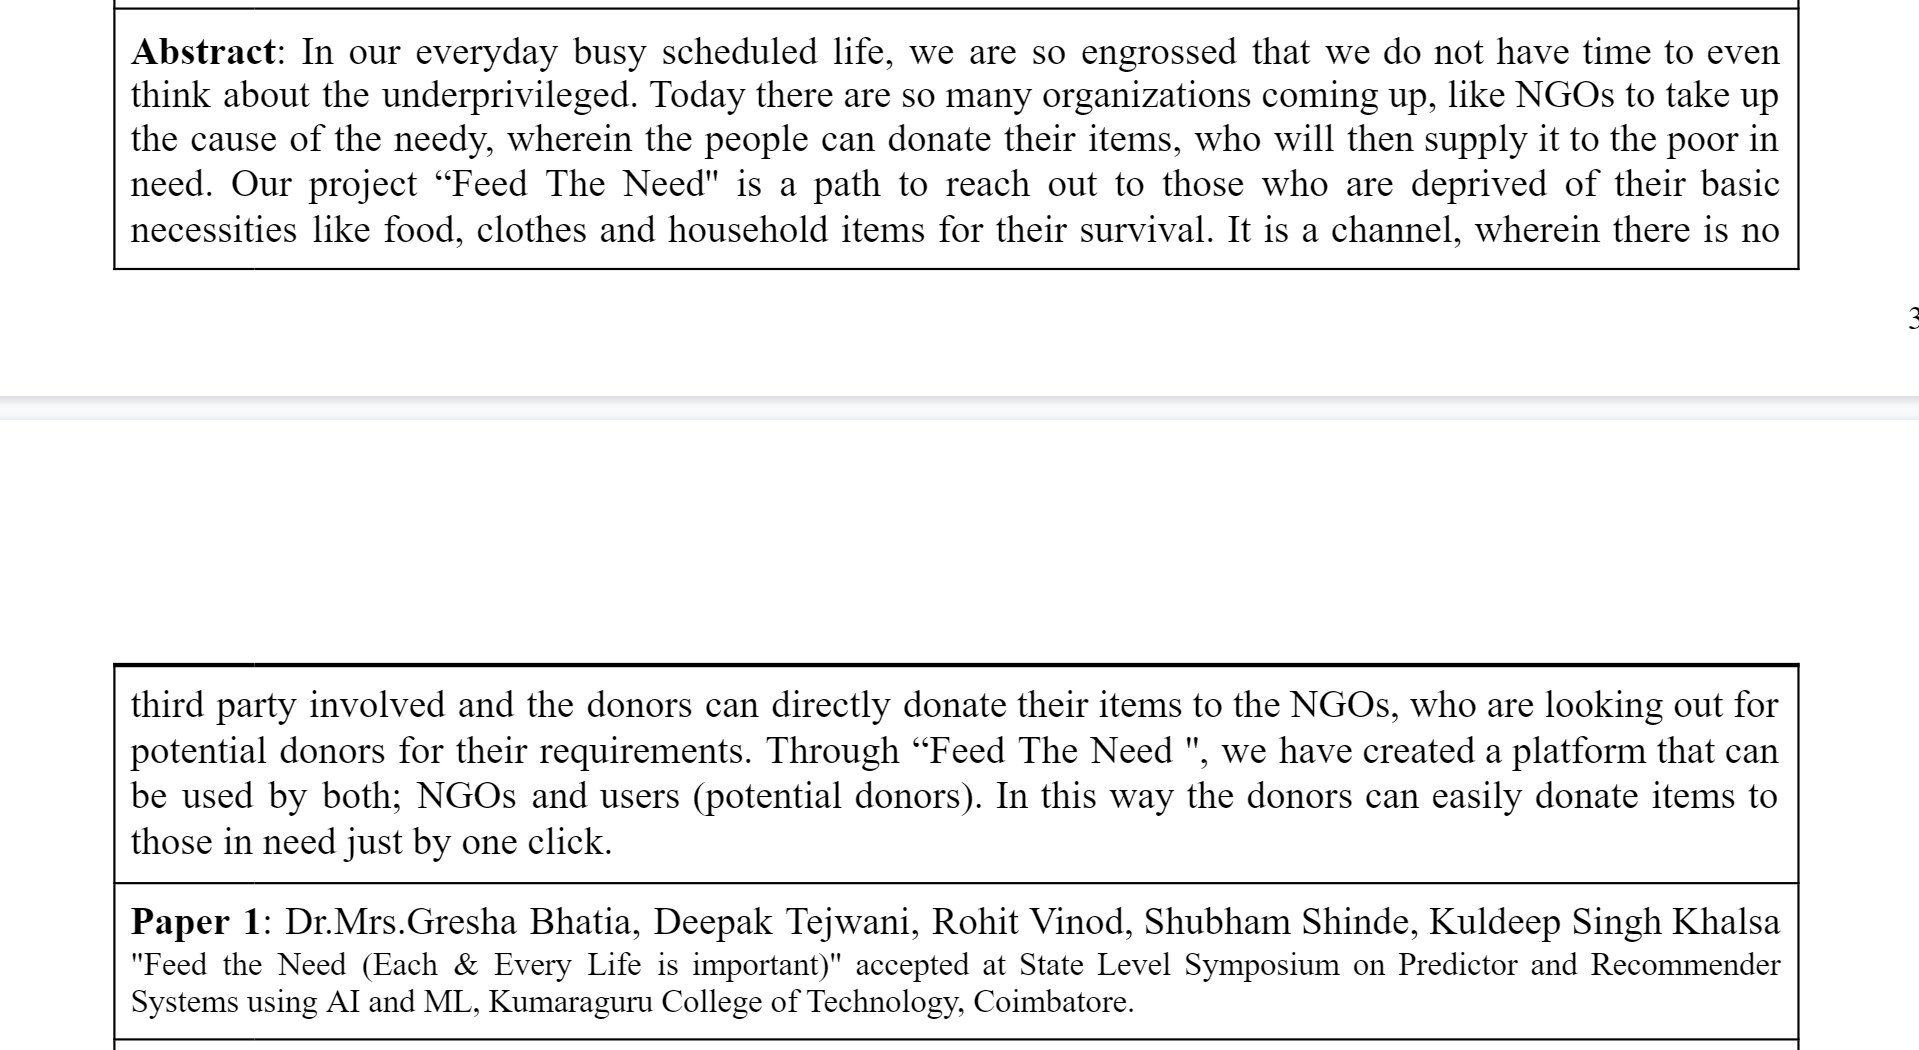 Abstract: In our everyday busy scheduled life, we are so engrossed that we do not have time to even
think about the underprivileged. Today there are so many organizations coming up, like NGOs to take up
the cause of the needy, wherein the people can donate their items, who will then supply it to the poor in
need. Our project “Feed The Need" is a path to reach out to those who are deprived of their basic
necessities like food, clothes and household items for their survival. It is a channel, wherein there is no
3
third party involved and the donors can directly donate their items to the NGOs, who are looking out for
potential donors for their requirements. Through “Feed The Need ", we have created a platform that can
be used by both; NGOs and users (potential donors). In this way the donors can easily donate items to
those in need just by one click.
Paper 1: Dr.Mrs.Gresha Bhatia, Deepak Tejwani, Rohit Vinod, Shubham Shinde, Kuldeep Singh Khalsa
"Feed the Need (Each & Every Life is important)" accepted at State Level Symposium on Predictor and Recommender
Systems using AI and ML, Kumaraguru College of Technology, Coimbatore.